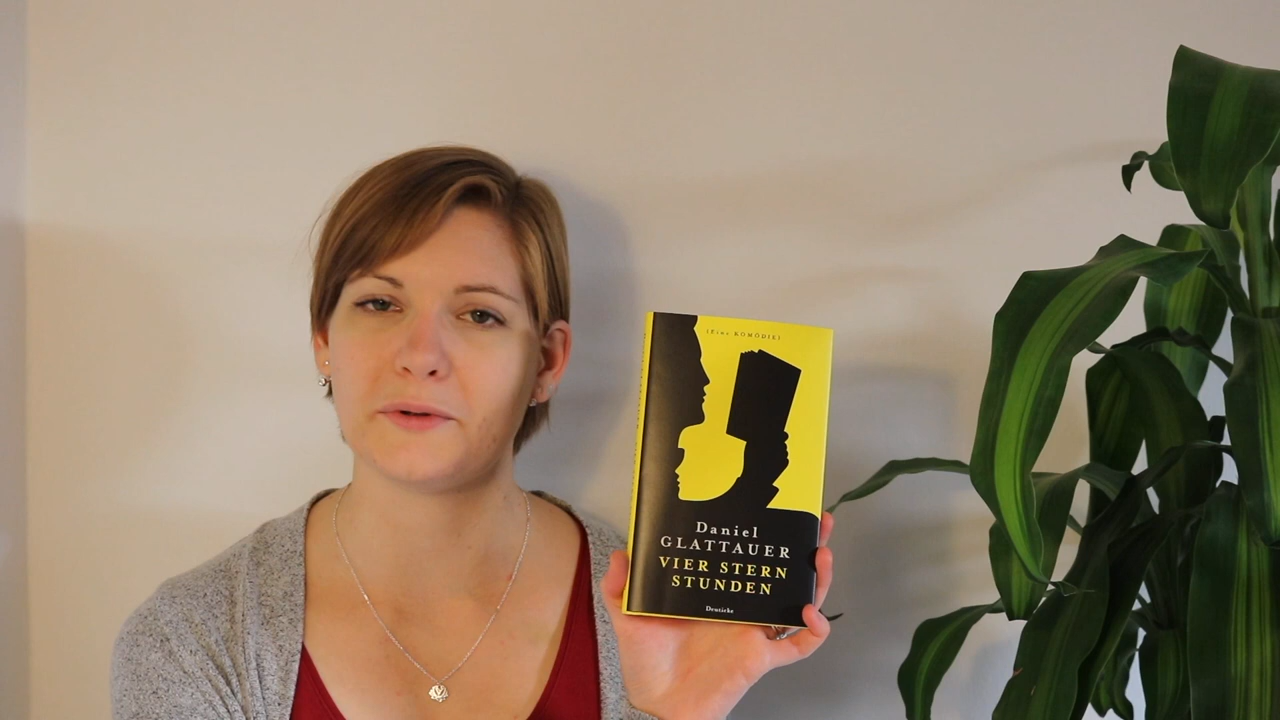 (Eine KOMÖDIE)
Daniel
GLATTAUER
VIER STERN
STUNDEN
Deuticke